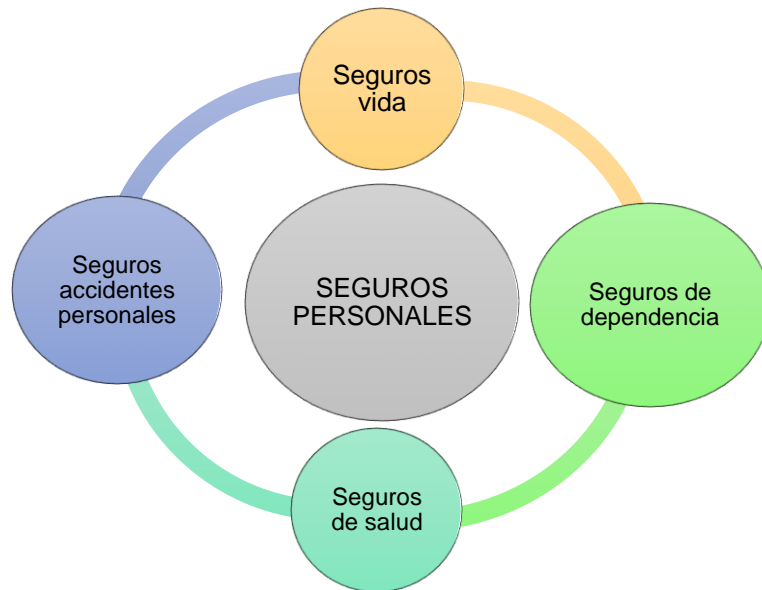 Seguros
vida
Seguros
accidentes
personales
SEGUROS
PERSONALES
Seguros de
dependencia
Seguros
de salud